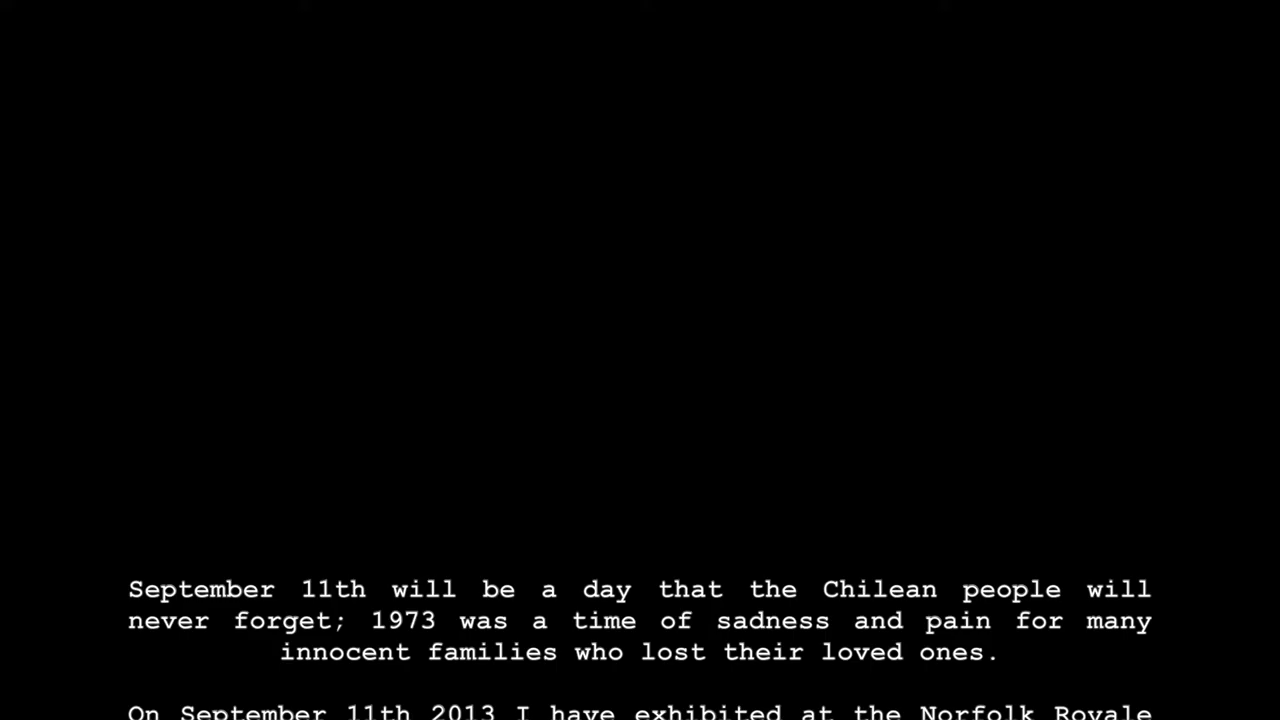 September 11th will be a day that the Chilean people will
never forget; 1973 was a time of sadness and pain for many
innocent families who lost their loved ones.
On September 11th 2013 I have exhibited at the Norfolk Royale